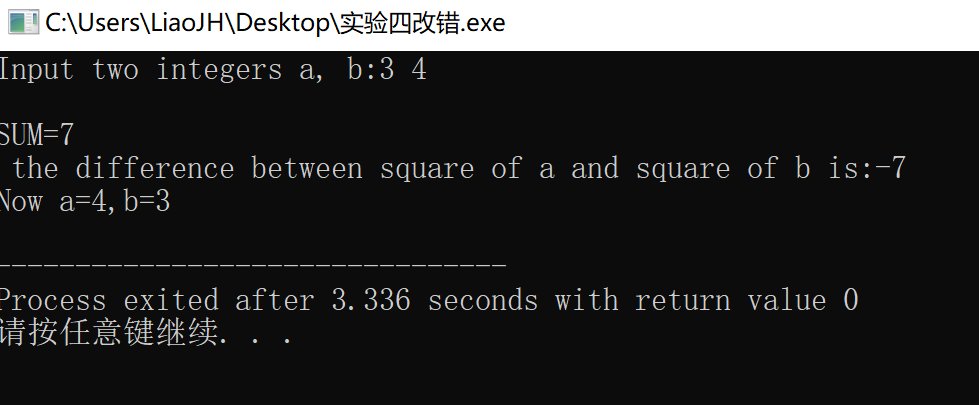 C:\Users\LiaoJH\Desktop\实验四改错.exe
Input two integers a, b:3 4
SUM=7
the difference between square of a and square of b is:-7
Now a=4,b=3
--------------------------------
Process exited after 3.336 seconds with return value 0
请按任意键继续. . .